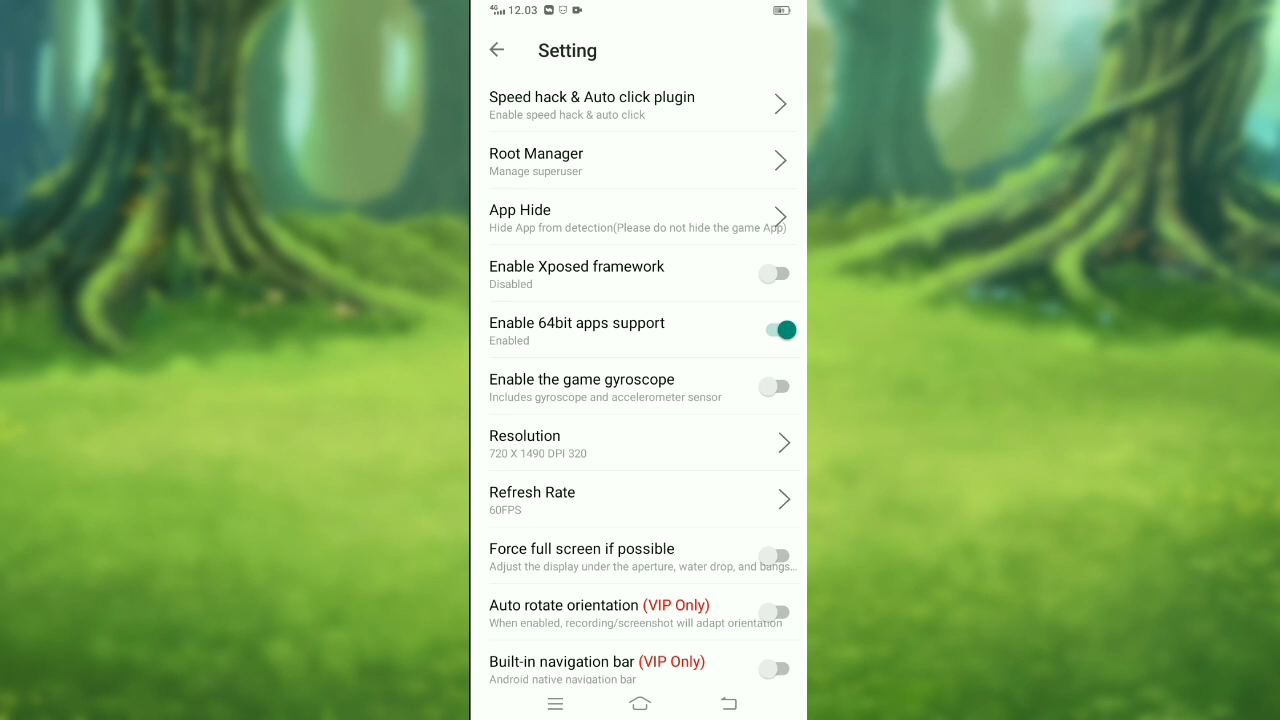 4G 12.03
Setting
Speed hack & Auto click plugin
Enable speed hack & auto click
Root Manager
Manage superuser
App Hide
Hide App from detection(Please do not hide the game App)
Enable Xposed framework
Disabled
Enable 64bit apps support
Enabled
Enable the game gyroscope
Includes gyroscope and accelerometer sensor
Resolution
720 X 1490 DPI 320
Refresh Rate
60FPS
Force full screen if possible
Adjust the display under the aperture, water drop, and bangs...
Auto rotate orientation (VIP Only)
When enabled, recording/screenshot will adapt orientation
Built-in navigation bar (VIP Only)
Android native navigation bar